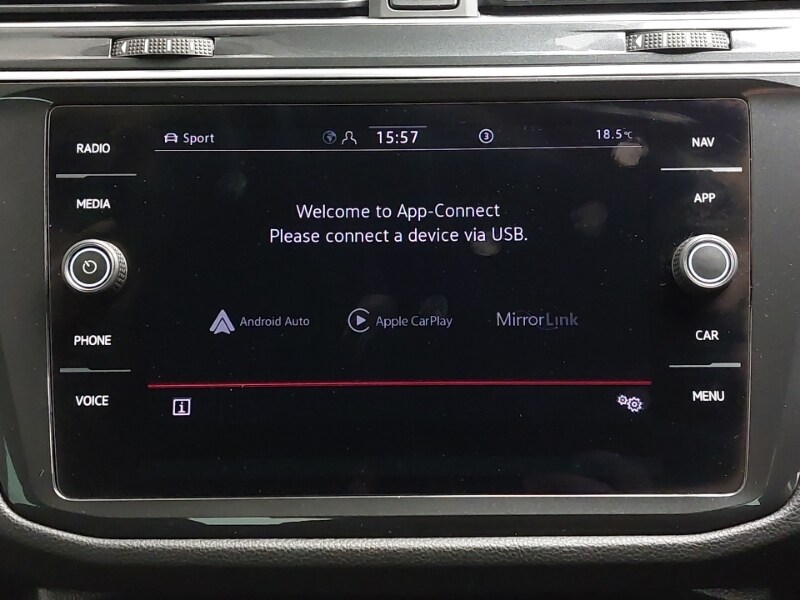 RADIO
MEDIA
PHONE
VOICE
Sport
15:57
3
18.5°C
Welcome to App-Connect
Please connect a device via USB.
Android Auto
Apple CarPlay
MirrorLink
i
NAV
APP
CAR
MENU